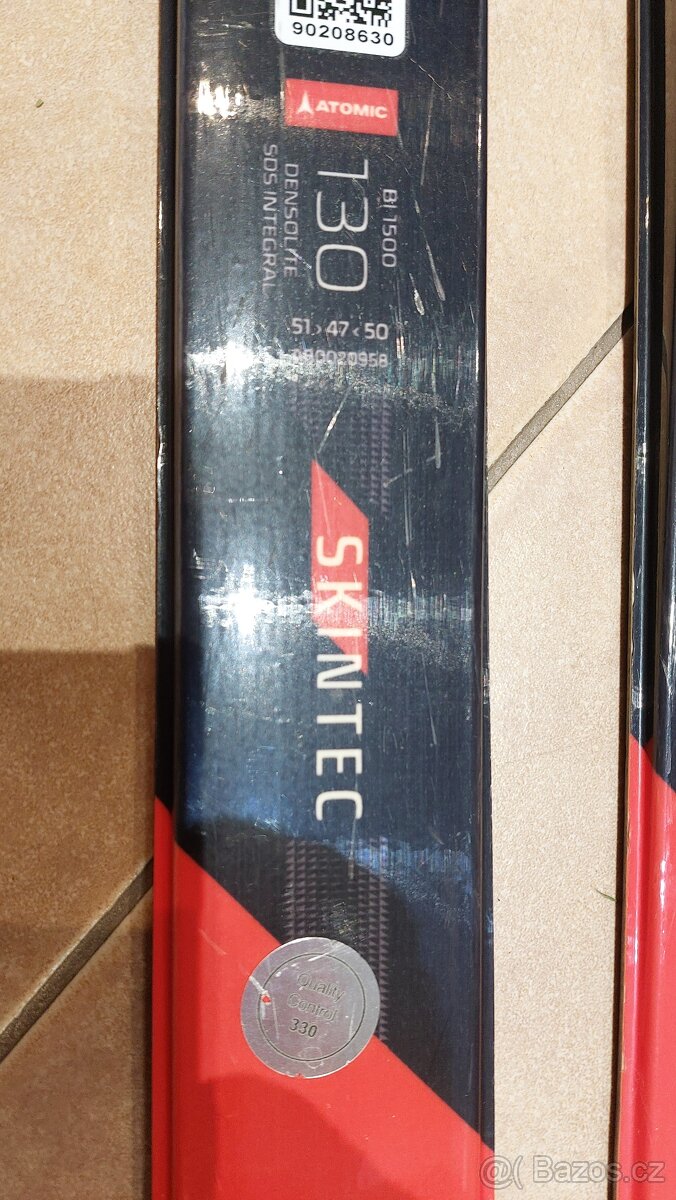 90208630
ATOMIC
BI 1500
130
DENSOLITE
SDS INTEGRAL
51 › 47 ‹ 50
SKINTEC
Quality
Control
330
@( Bazos.cz